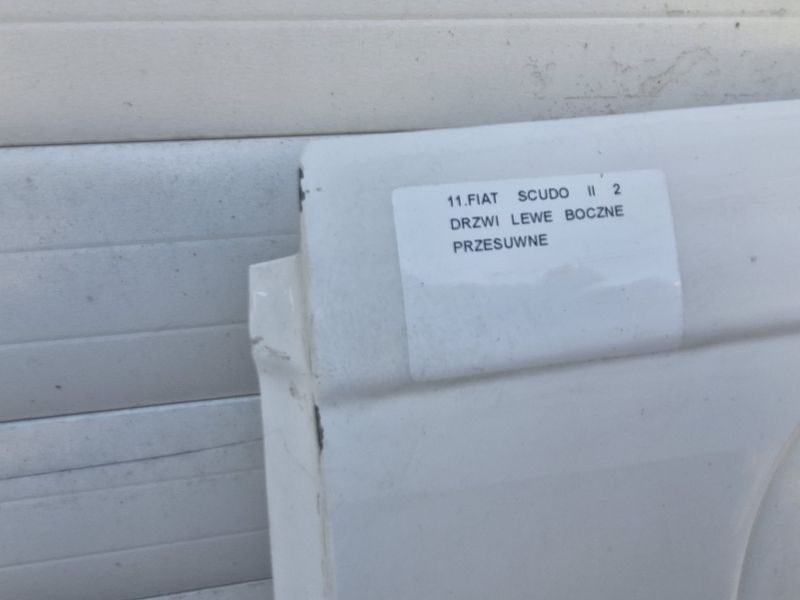 11.FIAT SCUDO II 2
DRZWI LEWE BOCZNE
PRZESUWNE